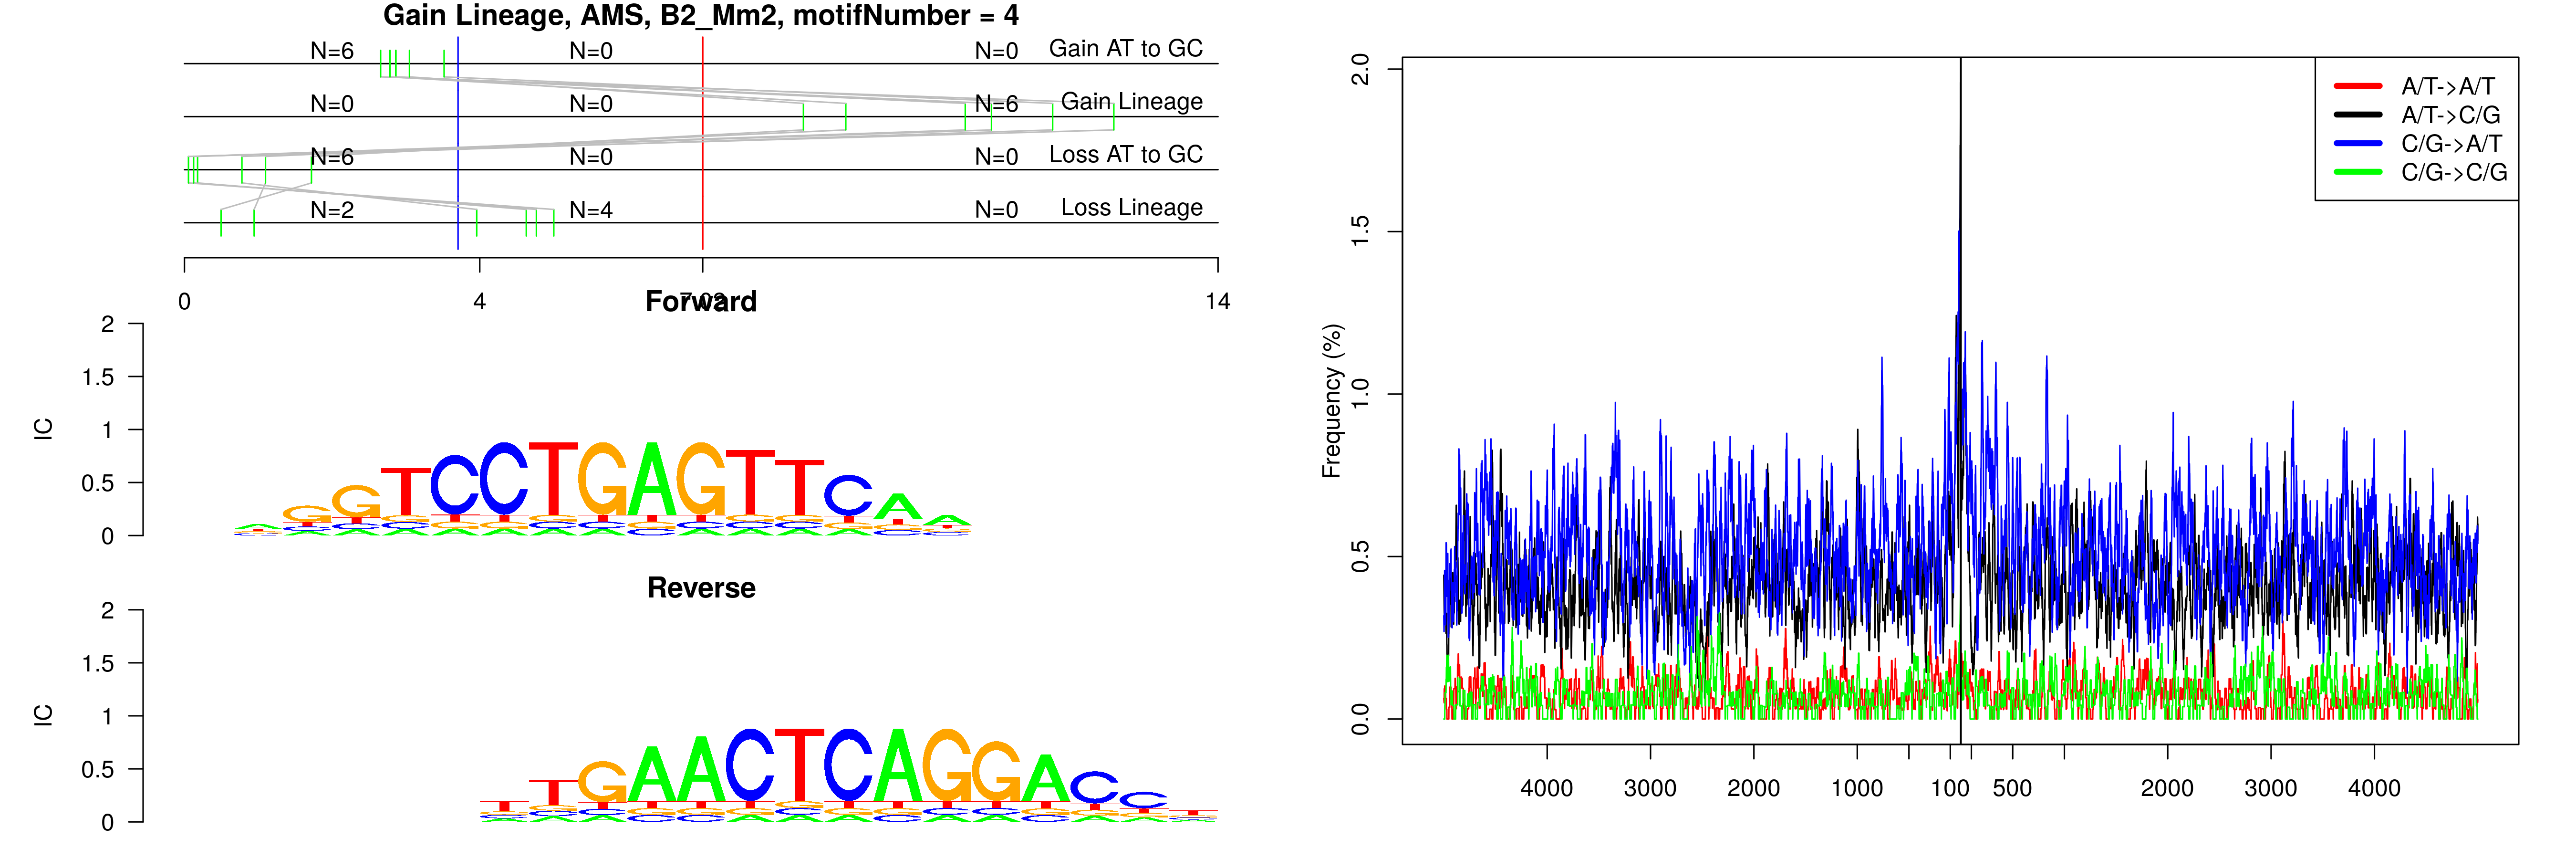 Gain Lineage, AMS, B2_Mm2, motifNumber = 4
N=6 N=0 N=0 Gain AT to GC
N=0 N=0 N=6 Gain Lineage
N=6 N=0 N=0 Loss AT to GC
N=2 N=4 N=0 Loss Lineage
0 4 14
Forward
2
1.5
1
0.5
0
IC
GGTCCTGAGTTCAA
Reverse
2
1.5
1
0.5
0
IC
TTGAACTCAGGACC
2.0
1.5
1.0
0.5
0.0
Frequency (%)
A/T->A/T
A/T->C/G
C/G->A/T
C/G->C/G
4000 3000 2000 1000 100 500 2000 3000 4000